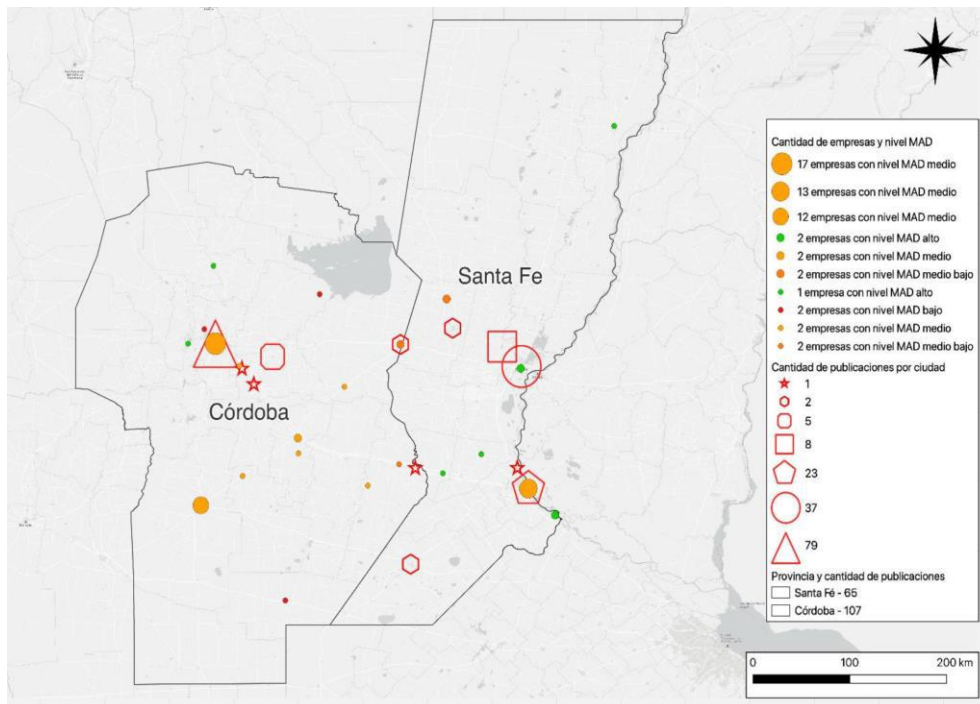 Santa Fe
Córdoba
Cantidad de empresas y nivel MAD
17 empresas con nivel MAD medio
13 empresas con nivel MAD medio
12 empresas con nivel MAD medio
2 empresas con nivel MAD alto
2 empresas con nivel MAD medio
2 empresas con nivel MAD medio bajo
1 empresa con nivel MAD alto
2 empresas con nivel MAD bajo
2 empresas con nivel MAD medio
2 empresas con nivel MAD medio bajo
Cantidad de publicaciones por ciudad
1
2
5
8
23
37
79
Provincia y cantidad de publicaciones
Santa Fé - 65
Córdoba - 107
0 100 200 km